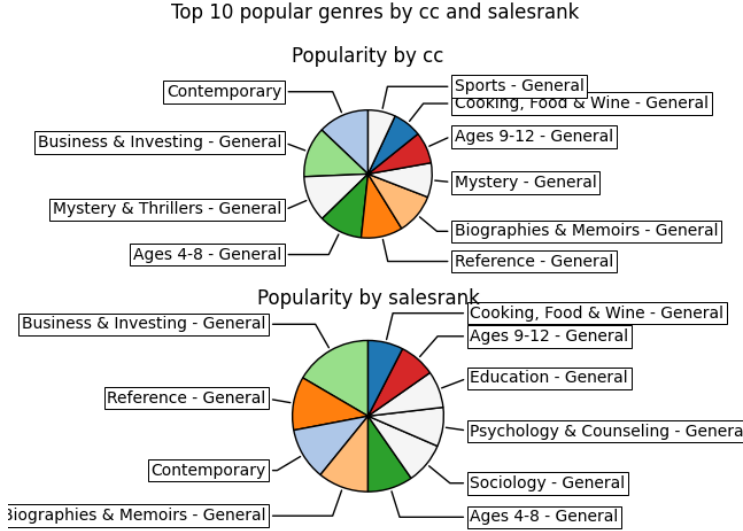 Top 10 popular genres by cc and salesrank
Popularity by cc
Sports - General
Contemporary
Cooking, Food & Wine - General
Ages 9-12 - General
Business & Investing - General
Mystery - General
Mystery & Thrillers - General
Biographies & Memoirs - General
Ages 4-8 - General
Reference - General
Popularity by salesrank
Cooking, Food & Wine - General
Business & Investing - General
Ages 9-12 - General
Education - General
Reference - General
Psychology & Counseling - Genera
Contemporary
Sociology - General
Biographies & Memoirs - General
Ages 4-8 - General